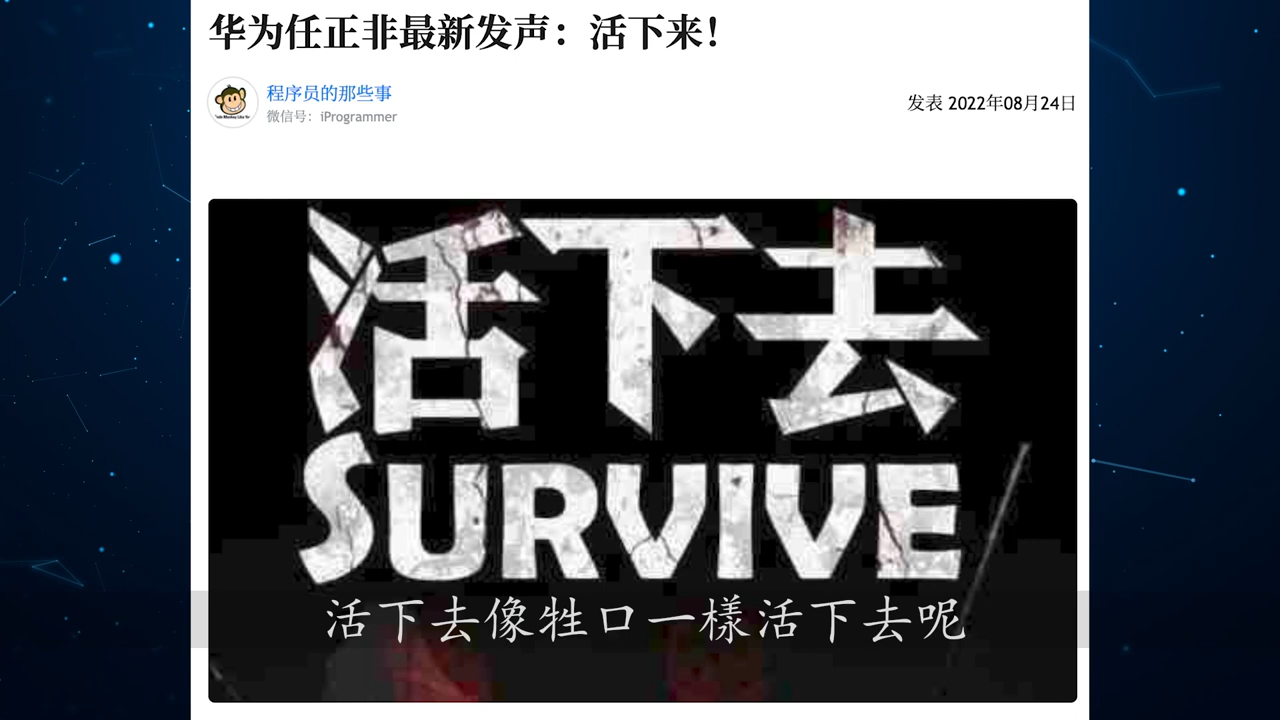 华为任正非最新发声：活下来！
程序员的那些事
微信号：iProgrammer
发表 2022年08月24日
活下去
SURVIVE
活下去像牲口一樣活下去呢